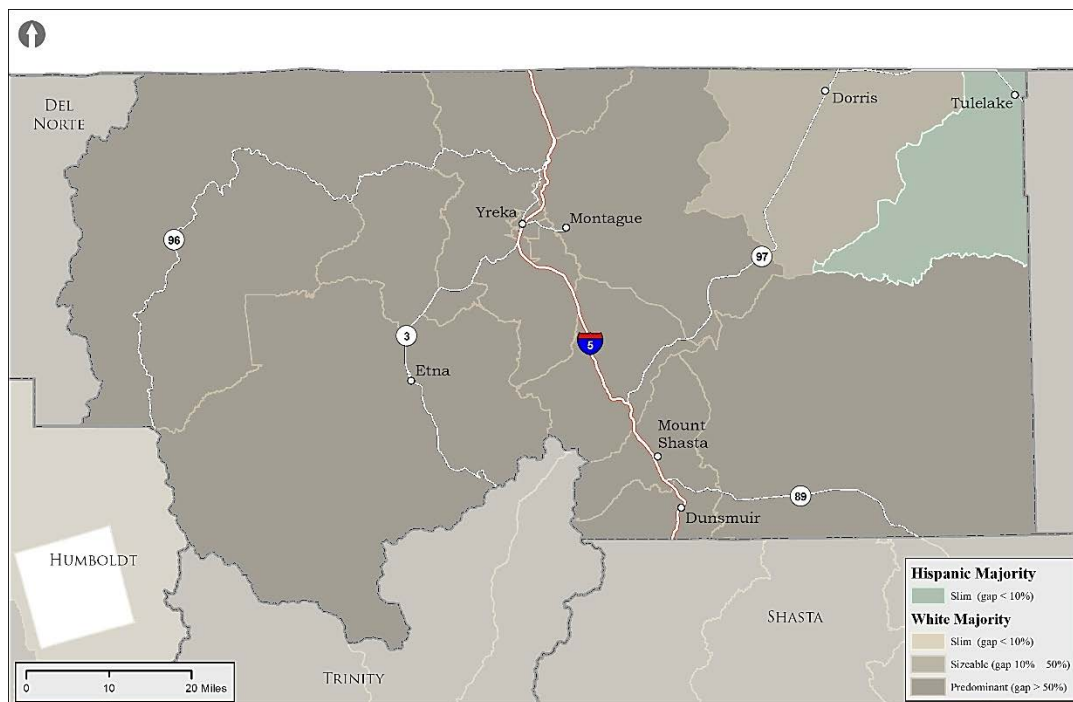 DEL
NORTE
Dorris
Tulelake
Yreka
Montague
96
97
3
5
Etna
Mount
Shasta
89
Dunsmuir
HUMBOLDT
SHASTA
TRINITY
0 10 20 Miles
Hispanic Majority
Slim (gap < 10%)
White Majority
Slim (gap < 10%)
Sizeable (gap 10% 50%)
Predominant (gap > 50%)